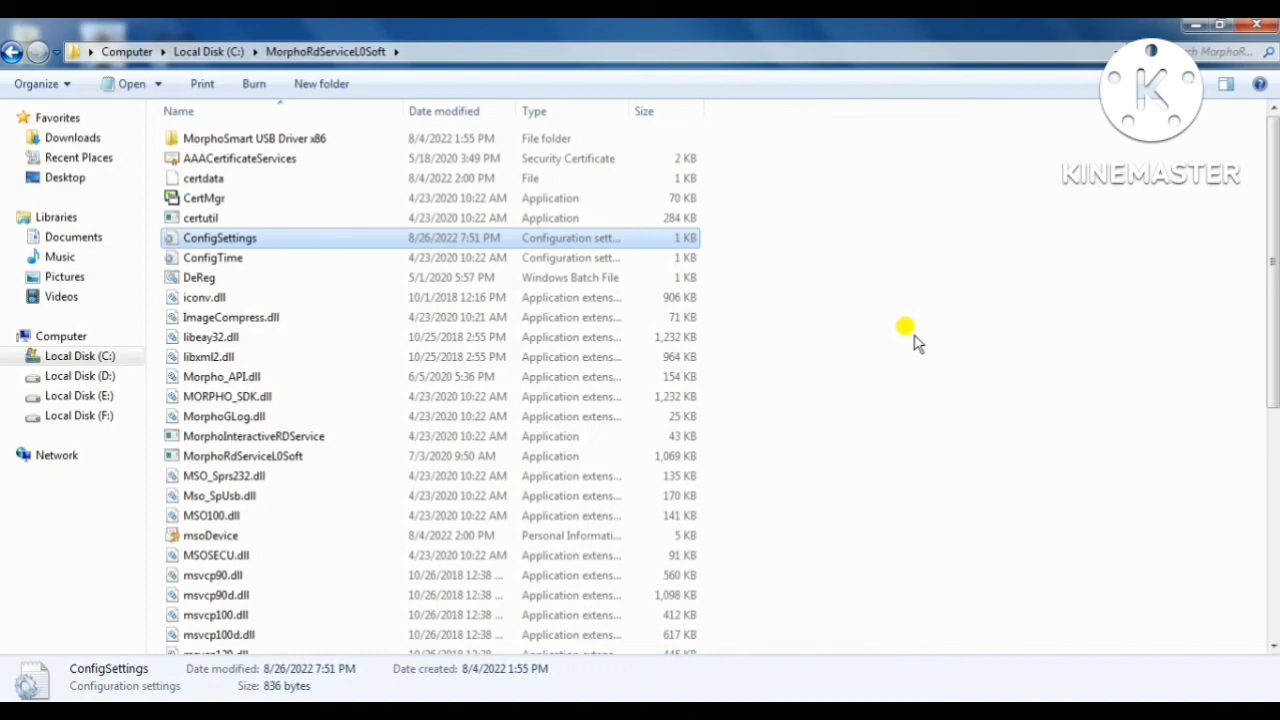 Computer ▸ Local Disk (C:) ▸ MorphoRdServiceL0Soft ▸
ch MorphoR...
Organize Open Print Burn New folder
Name Date modified Type Size
Favorites
Downloads
Recent Places
Desktop
Libraries
Documents
Music
Pictures
Videos
Computer
Local Disk (C:)
Local Disk (D:)
Local Disk (E:)
Local Disk (F:)
Network
MorphoSmart USB Driver x86 8/4/2022 1:55 PM File folder
AAACertificateServices 5/18/2020 3:49 PM Security Certificate 2 KB
certdata 8/4/2022 2:00 PM File 1 KB
CertMgr 4/23/2020 10:22 AM Application 70 KB
certutil 4/23/2020 10:22 AM Application 284 KB
ConfigSettings 8/26/2022 7:51 PM Configuration sett... 1 KB
ConfigTime 4/23/2020 10:22 AM Configuration sett... 1 KB
DeReg 5/1/2020 5:57 PM Windows Batch File 1 KB
iconv.dll 10/1/2018 12:16 PM Application extens... 906 KB
ImageCompress.dll 4/23/2020 10:21 AM Application extens... 71 KB
libeay32.dll 10/25/2018 2:55 PM Application extens... 1,232 KB
libxml2.dll 10/25/2018 2:55 PM Application extens... 964 KB
Morpho_API.dll 6/5/2020 5:36 PM Application extens... 154 KB
MORPHO_SDK.dll 4/23/2020 10:22 AM Application extens... 1,232 KB
MorphoGLog.dll 4/23/2020 10:22 AM Application extens... 25 KB
MorphoInteractiveRDService 4/23/2020 10:22 AM Application 43 KB
MorphoRdServiceL0Soft 7/3/2020 9:50 AM Application 1,069 KB
MSO_Sprs232.dll 4/23/2020 10:22 AM Application extens... 135 KB
Mso_SpUsb.dll 4/23/2020 10:22 AM Application extens... 170 KB
MSO100.dll 4/23/2020 10:22 AM Application extens... 141 KB
msoDevice 8/4/2022 2:00 PM Personal Informati... 5 KB
MSOSECU.dll 4/23/2020 10:22 AM Application extens... 91 KB
msvcp90.dll 10/26/2018 12:38 ... Application extens... 560 KB
msvcp90d.dll 10/26/2018 12:38 ... Application extens... 1,098 KB
msvcp100.dll 10/26/2018 12:38 ... Application extens... 412 KB
msvcp100d.dll 10/26/2018 12:38 ... Application extens... 617 KB
ConfigSettings Date modified: 8/26/2022 7:51 PM Date created: 8/4/2022 1:55 PM
Configuration settings Size: 836 bytes
K
KINEMASTER